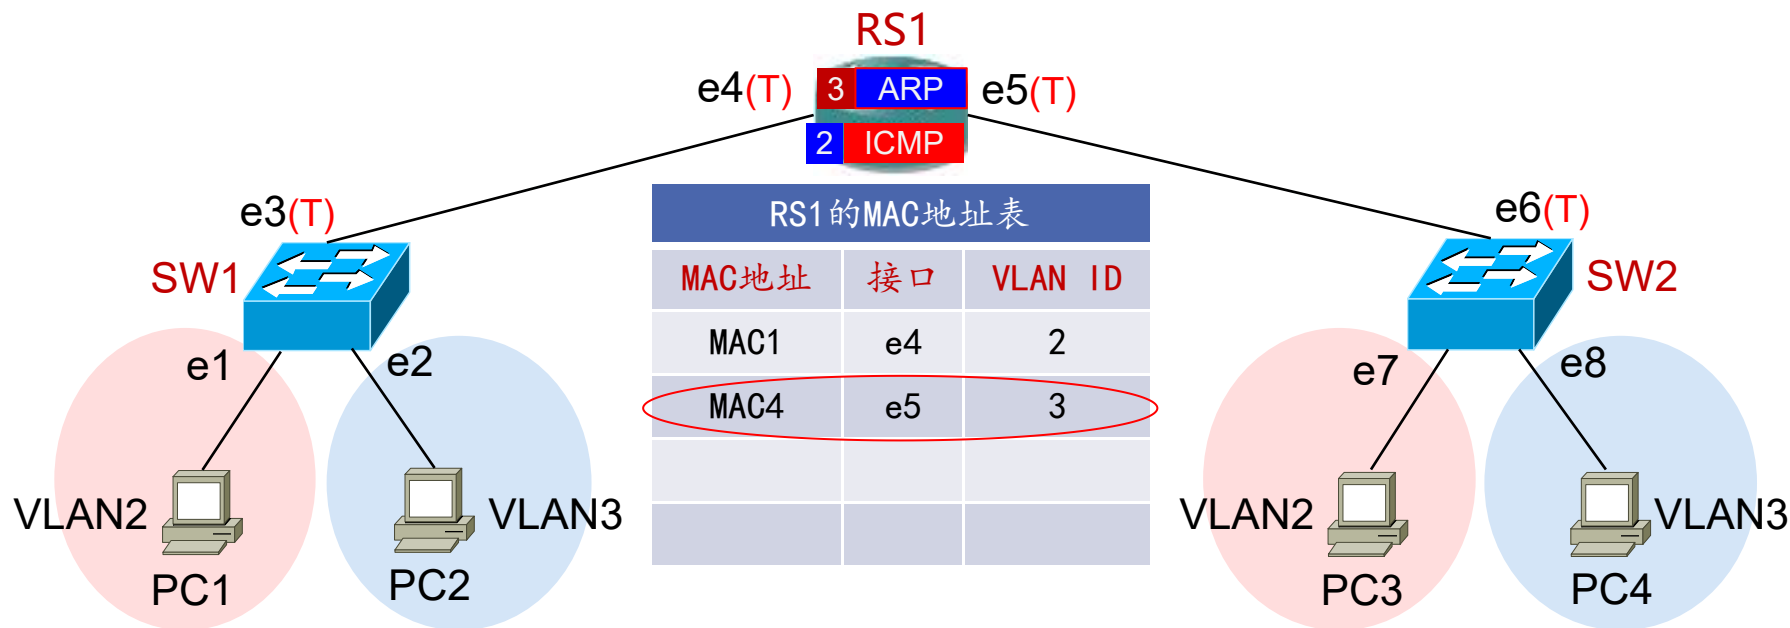 RS1
e4(T)
3 ARP
e5(T)
2 ICMP
e3(T)
SW1
e1
e2
VLAN2
VLAN3
PC1
PC2
RS1的MAC地址表
MAC地址 接口 VLAN ID
MAC1 e4 2
MAC4 e5 3
e6(T)
SW2
e7
e8
VLAN2
VLAN3
PC3
PC4